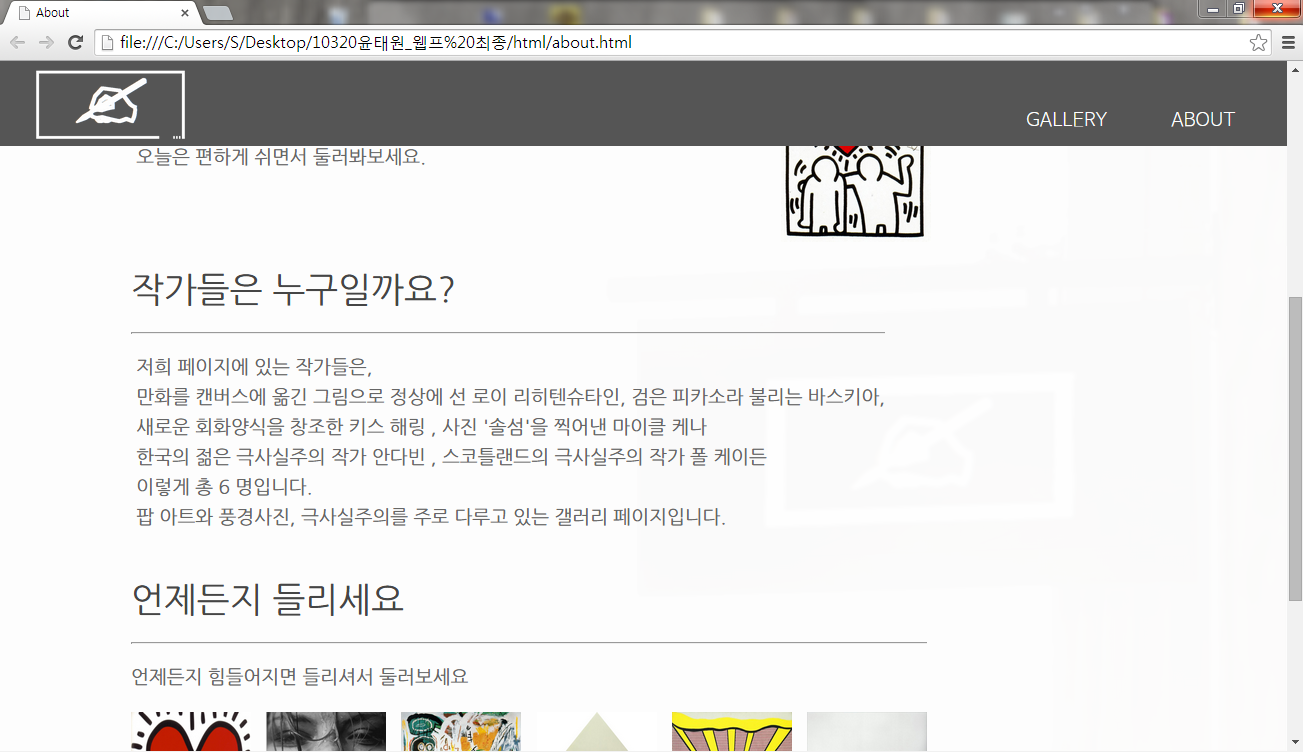 About
file:///C:/Users/S/Desktop/10320윤태원_웹프%20최종/html/about.html
GALLERY ABOUT
오늘은 편하게 쉬면서 둘러봐보세요.
작가들은 누구일까요?
저희 페이지에 있는 작가들은,
만화를 캔버스에 옮긴 그림으로 정상에 선 로이 리히텐슈타인, 검은 피카소라 불리는 바스키아,
새로운 회화양식을 창조한 키스 해링 , 사진 '솔섬'을 찍어낸 마이클 케나
한국의 젊은 극사실주의 작가 안다빈 , 스코틀랜드의 극사실주의 작가 폴 케이든
이렇게 총 6 명입니다.
팝 아트와 풍경사진, 극사실주의를 주로 다루고 있는 갤러리 페이지입니다.
언제든지 들리세요
언제든지 힘들어지면 들리셔서 둘러보세요